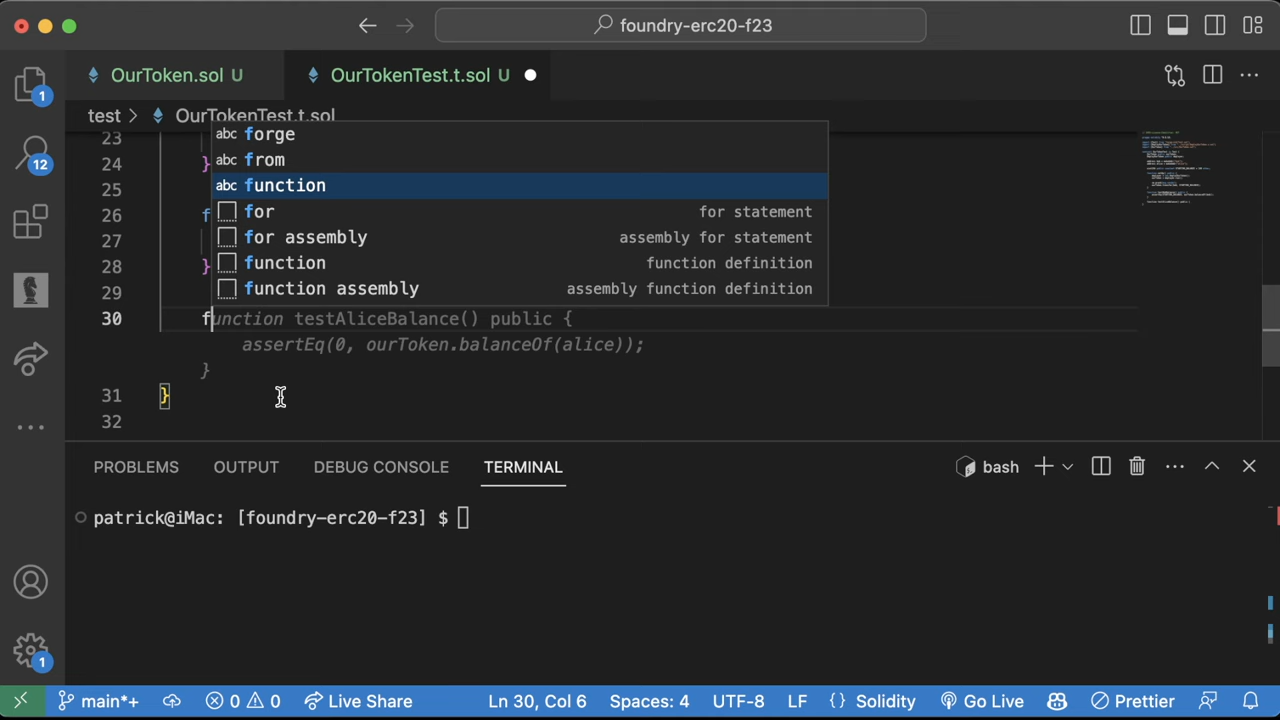 foundry-erc20-f23
OurToken.sol U
OurTokenTest.t.sol U
test > OurTokenTest.t.sol
1
12
1
23
24 }
25
26 f
27
28 }
29
30 function testAliceBalance() public {
assertEq(0, ourToken.balanceOf(alice));
}
31 }
32
abc forge
abc from
abc function
for for statement
for assembly assembly for statement
function function definition
function assembly assembly function definition
PROBLEMS OUTPUT DEBUG CONSOLE TERMINAL bash
patrick@iMac: [foundry-erc20-f23] $
main*+ 0 0 Live Share Ln 30, Col 6 Spaces: 4 UTF-8 LF {} Solidity Go Live Prettier